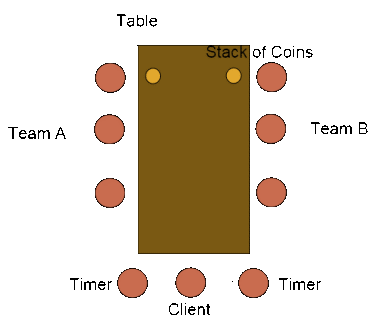 Table
Stack of Coins
Team A
Team B
Timer
Timer
Client